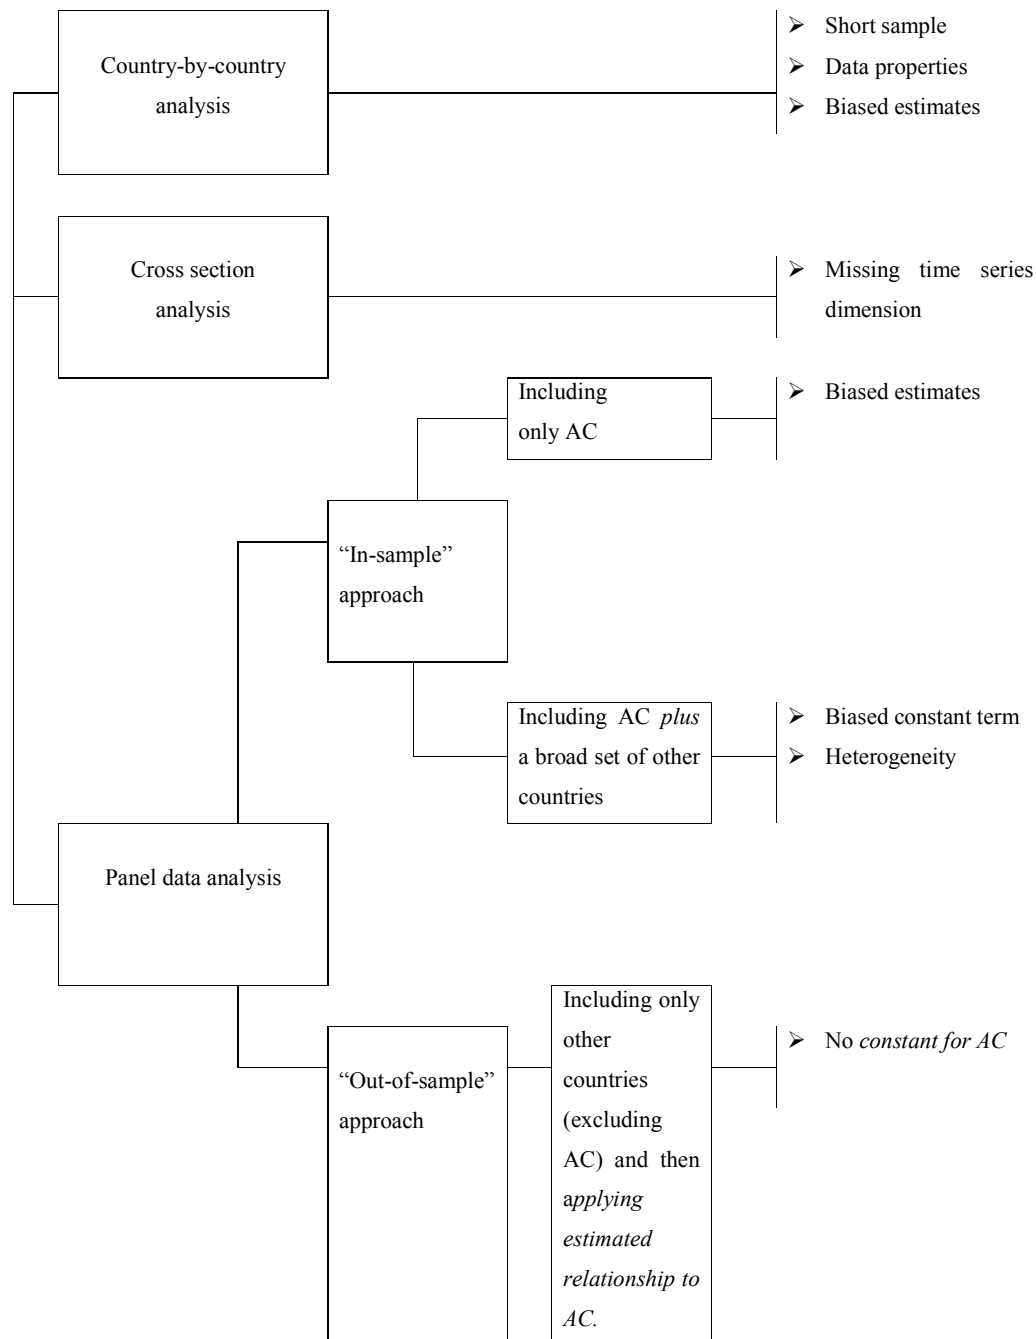 Country-by-country
analysis
➢ Short sample
➢ Data properties
➢ Biased estimates
Cross section
analysis
➢ Missing time series
dimension
Including
only AC
➢ Biased estimates
“In-sample”
approach
Including AC plus
a broad set of other
countries
➢ Biased constant term
➢ Heterogeneity
Panel data analysis
“Out-of-sample”
approach
Including only
other
countries
(excluding
AC) and then
applying
estimated
relationship to
AC.
➢ No constant for AC